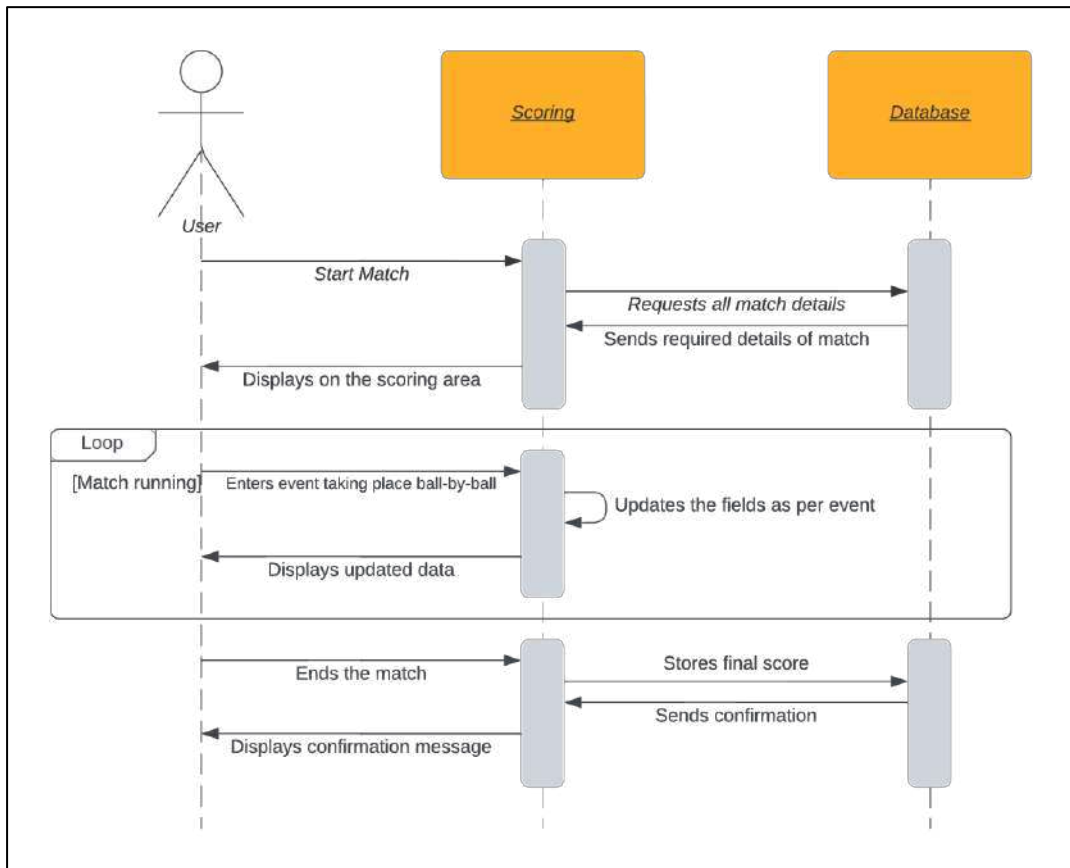 Scoring
Database
User
Start Match
Requests all match details
Sends required details of match
Displays on the scoring area
Loop
[Match running]
Enters event taking place ball-by-ball
Updates the fields as per event
Displays updated data
Ends the match
Stores final score
Sends confirmation
Displays confirmation message